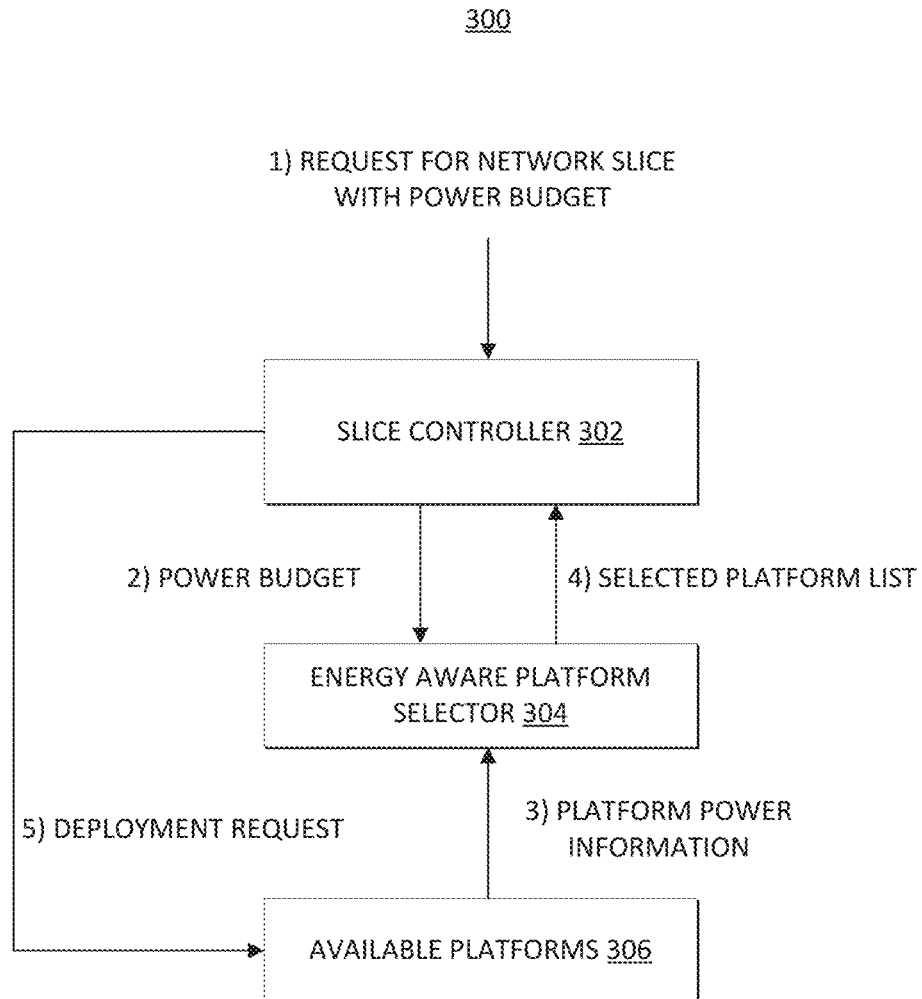 300
1) REQUEST FOR NETWORK SLICE
WITH POWER BUDGET
SLICE CONTROLLER 302
2) POWER BUDGET
4) SELECTED PLATFORM LIST
ENERGY AWARE PLATFORM
SELECTOR 304
5) DEPLOYMENT REQUEST
3) PLATFORM POWER
INFORMATION
AVAILABLE PLATFORMS 306